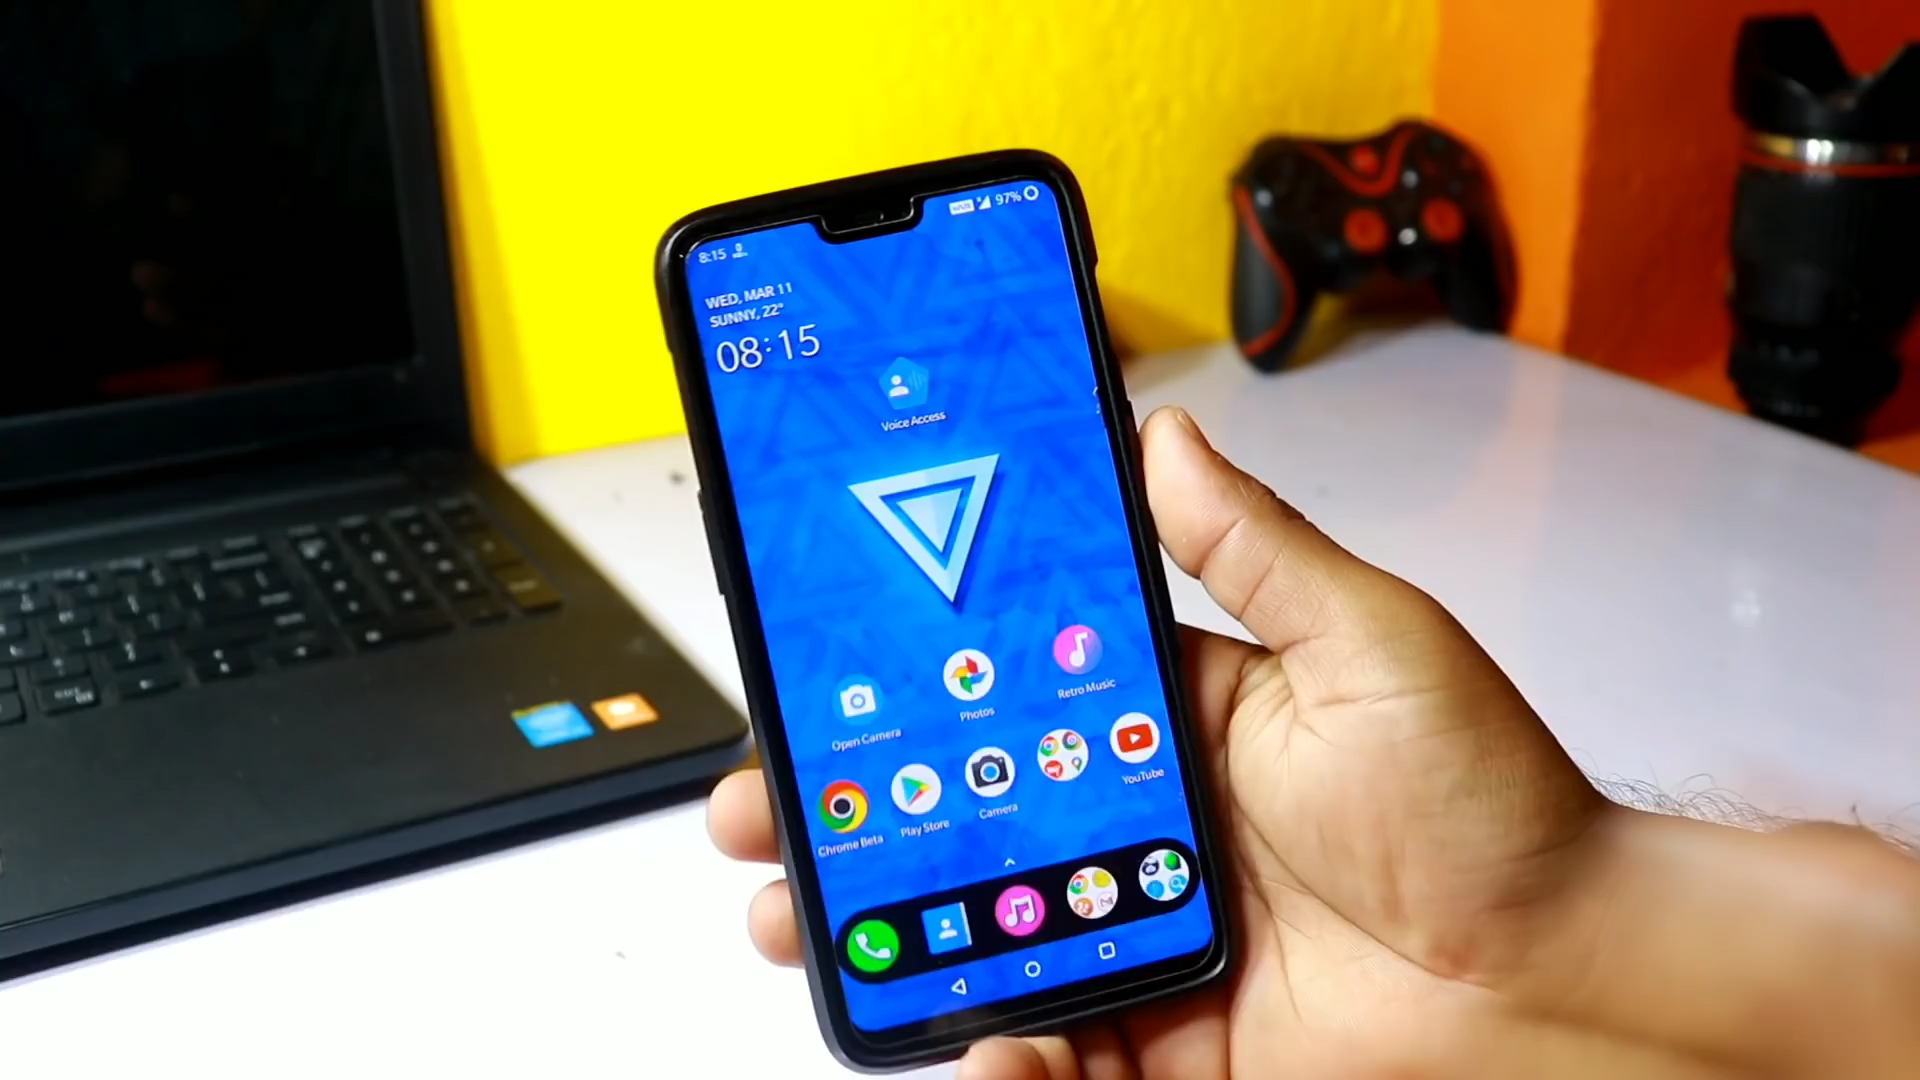 VoLTE 97%
8:15
WED, MAR 11
SUNNY, 22°
08:15
Voice Access
Retro Music
Photos
Open Camera
YouTube
Camera
Play Store
Chrome Beta